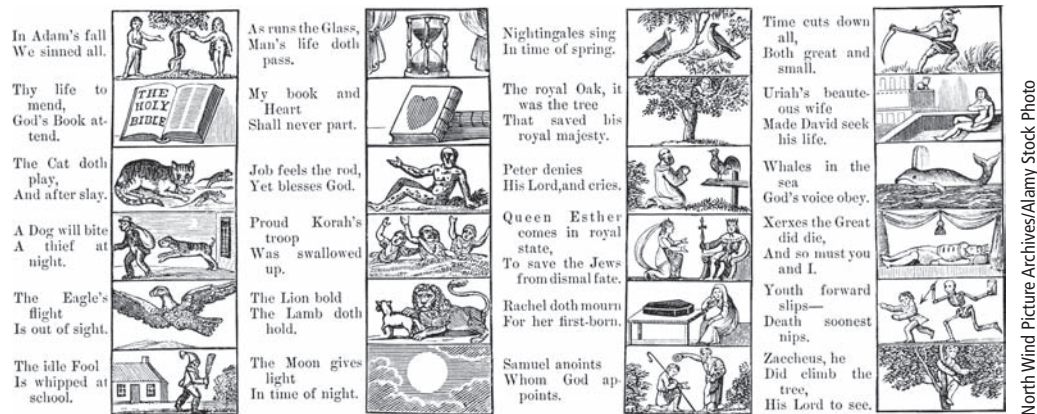 In Adam's fall
We sinned all.
Thy life to
mend,
God's Book at-
tend.
The Cat doth
play,
And after slay.
A Dog will bite
A thief at
night.
The Eagle's
flight
Is out of sight.
The idle Fool
Is whipped at
school.
THE
HOLY
BIBLE
As runs the Glass,
Man's life doth
pass.
My book and
Heart
Shall never part.
Job feels the rod,
Yet blesses God.
Proud Korah's
troop
Was swallowed
up.
The Lion bold
The Lamb doth
hold.
The Moon gives
light
In time of night.
Nightingales sing
In time of spring.
The royal Oak, it
was the tree
That saved his
royal majesty.
Peter denies
His Lord,and cries.
Queen Esther
comes in royal
state,
To save the Jews
from dismal fate.
Rachel doth mourn
For her first-born.
Samuel anoints
Whom God ap-
points.
Time cuts down
all,
Both great and
small.
Uriah's beaute-
ous wife
Made David seek
his life.
Whales in the
sea
God's voice obey.
Xerxes the Great
did die,
And so must you
and I.
Youth forward
slips—
Death soonest
nips.
Zaccheus, he
Did climb the
tree,
His Lord to see.
North Wind Picture Archives/Alamy Stock Photo